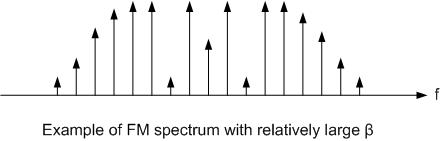 f
Example of FM spectrum with relatively large β